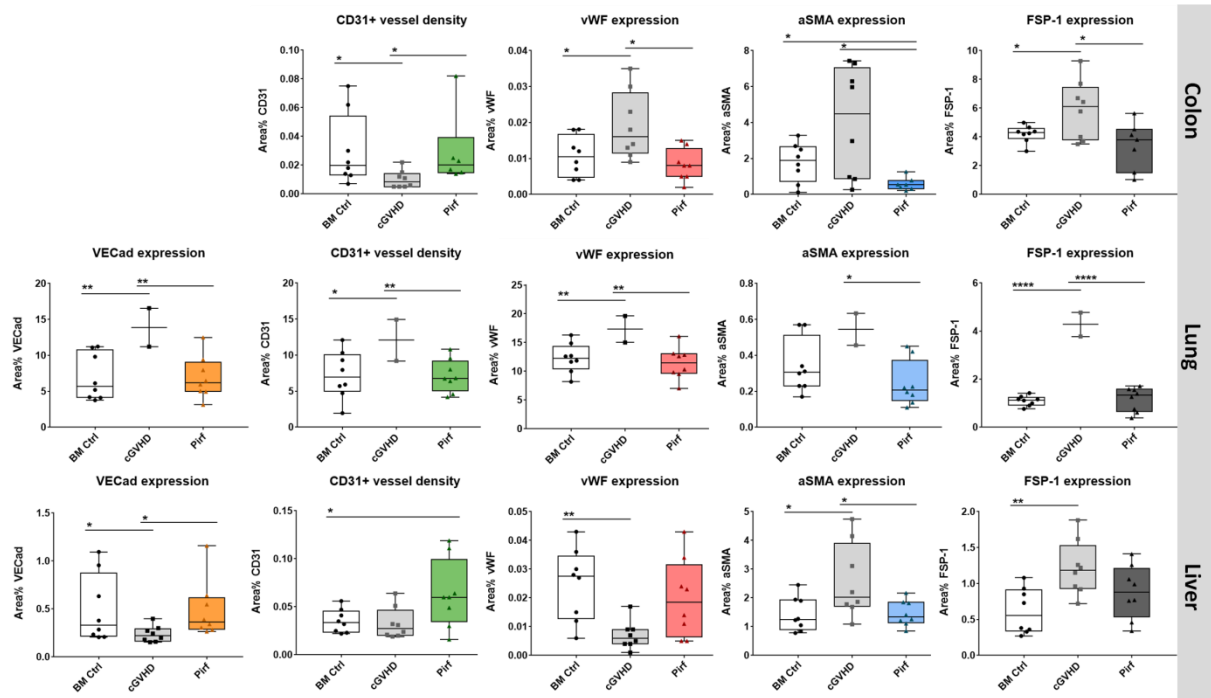 CD31+ vessel density
vWF expression
aSMA expression
FSP-1 expression
Colon
Area% CD31
0.10
0.08
0.06
0.04
0.02
0.00
*
*
BM Ctrl
cGVHD
Pirf
Area% vWF
0.04
0.03
0.02
0.01
0.00
*
*
BM Ctrl
cGVHD
Pirf
Area% aSMA
8
6
4
2
0
*
*
BM Ctrl
cGVHD
Pirf
Area% FSP-1
10
8
6
4
2
0
*
*
BM Ctrl
cGVHD
Pirf
VECad expression
CD31+ vessel density
vWF expression
aSMA expression
FSP-1 expression
Lung
Area% VECad
20
15
10
5
0
**
**
BM Ctrl
cGVHD
Pirf
Area% CD31
20
15
10
5
0
*
**
BM Ctrl
cGVHD
Pirf
Area% vWF
25
20
15
10
5
0
**
**
BM Ctrl
cGVHD
Pirf
Area% aSMA
0.8
0.6
0.4
0.2
0.0
*
BM Ctrl
cGVHD
Pirf
Area% FSP-1
6
4
2
0
****
****
BM Ctrl
cGVHD
Pirf
VECad expression
CD31+ vessel density
vWF expression
aSMA expression
FSP-1 expression
Liver
Area% VECad
1.5
1.0
0.5
0.0
*
*
BM Ctrl
cGVHD
Pirf
Area% CD31
0.15
0.10
0.05
0.00
*
BM Ctrl
cGVHD
Pirf
Area% vWF
0.05
0.04
0.03
0.02
0.01
0.00
**
BM Ctrl
cGVHD
Pirf
Area% aSMA
5
4
3
2
1
0
*
*
BM Ctrl
cGVHD
Pirf
Area% FSP-1
2.0
1.5
1.0
0.5
0.0
**
BM Ctrl
cGVHD
Pirf